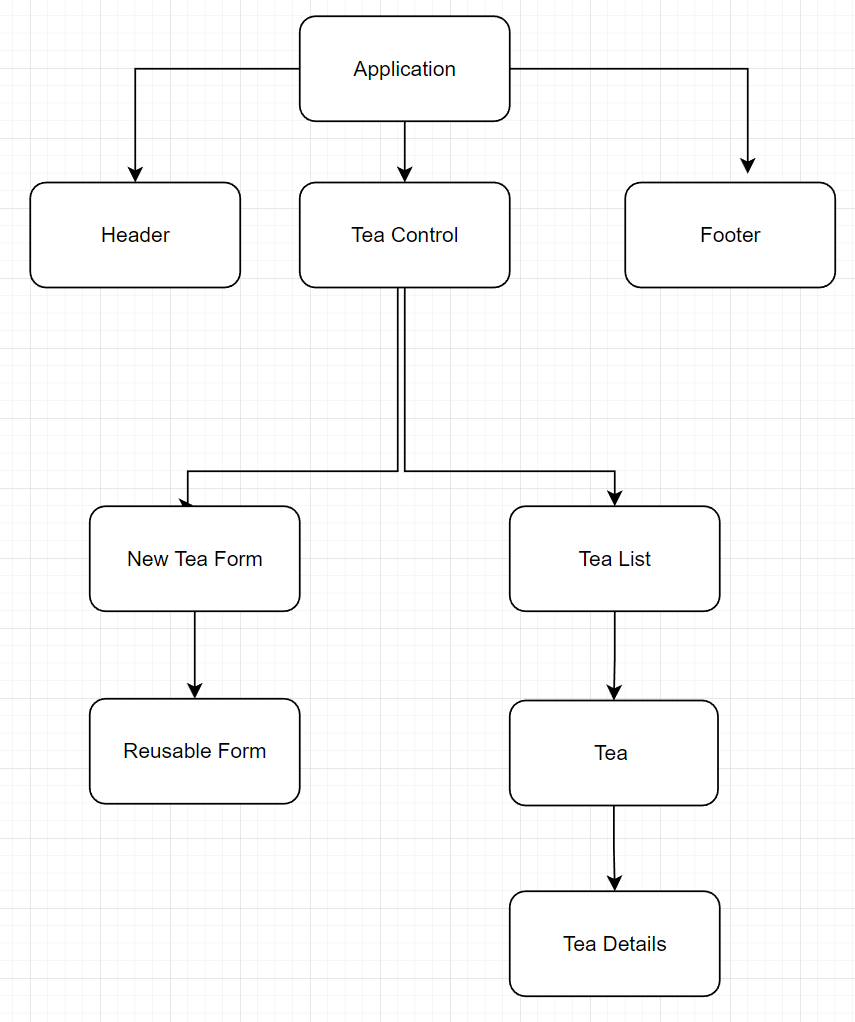 Application
Header
Tea Control
Footer
New Tea Form
Tea List
Reusable Form
Tea
Tea Details